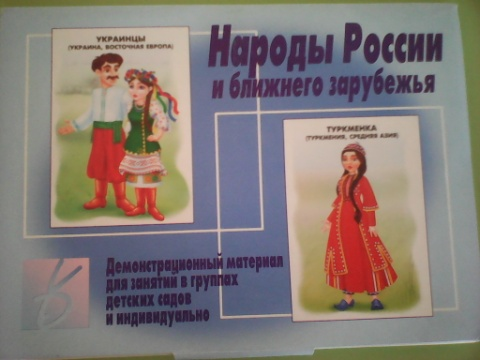 Народы России
и ближнего зарубежья
УКРАИНЦЫ
(УКРАИНА, ВОСТОЧНАЯ ЕВРОПА)
ТУРКМЕНКА
(ТУРКМЕНИЯ, СРЕДНЯЯ АЗИЯ)
Демонстрационный материал
для занятий в группах
детских садов
и индивидуально